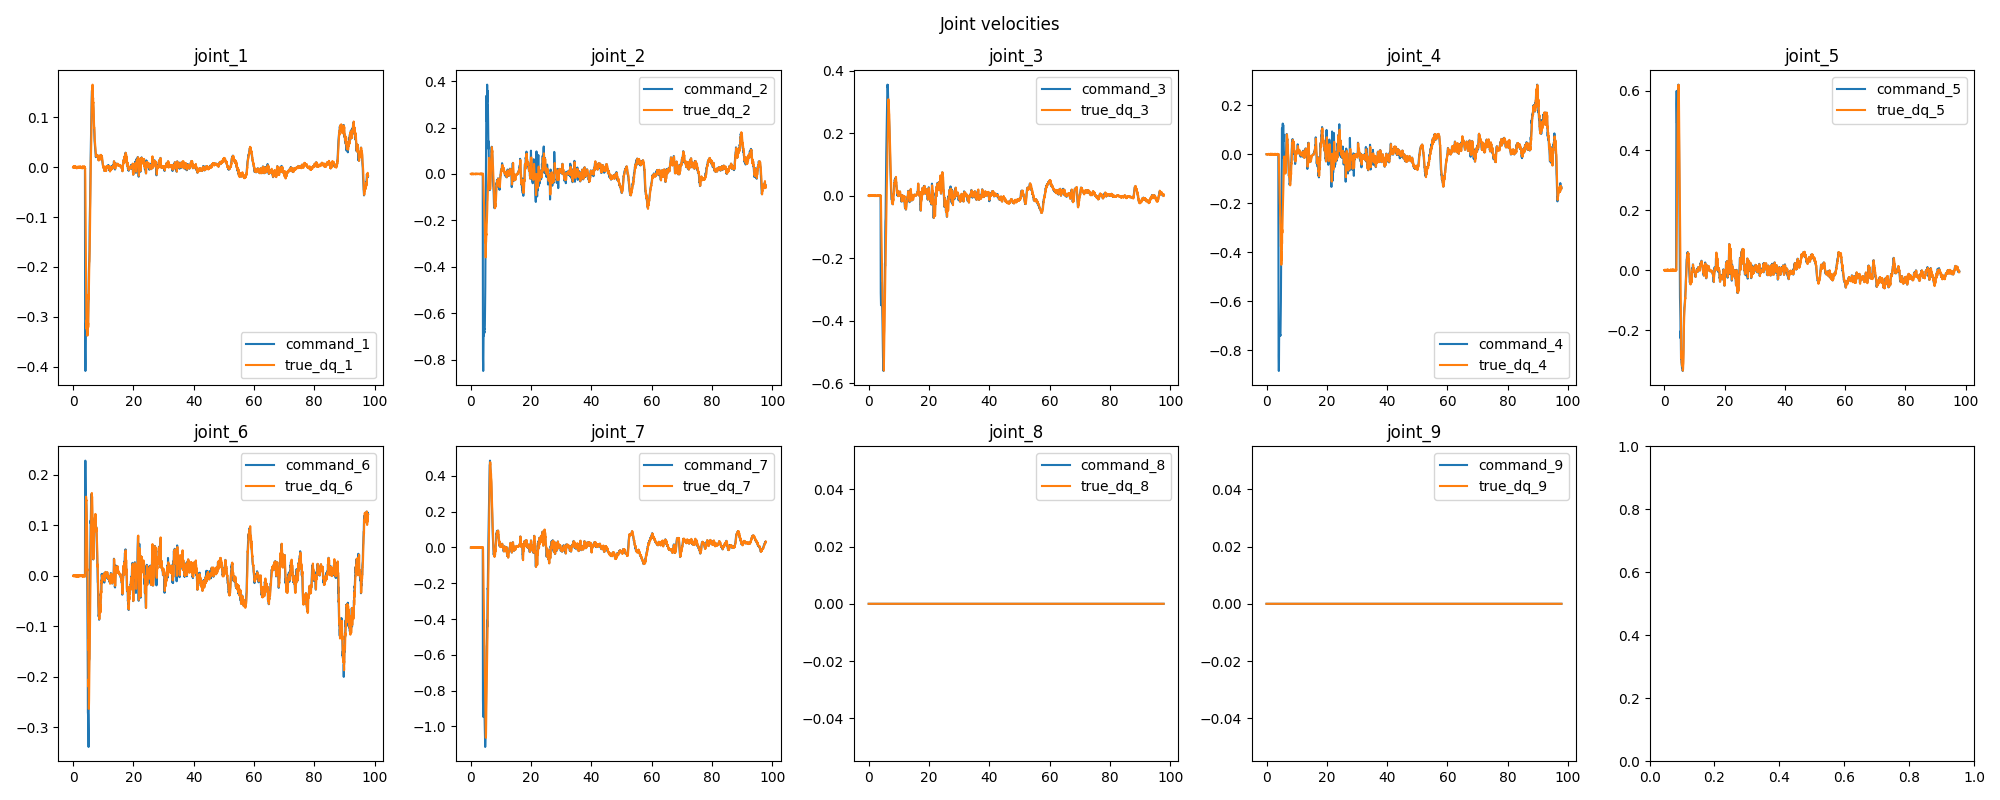 Joint velocities
joint_1
0.1
0.0
−0.1
−0.2
−0.3
−0.4
0 20 40 60 80 100
command_1
true_dq_1
joint_2
0.4
0.2
0.0
−0.2
−0.4
−0.6
−0.8
0 20 40 60 80 100
command_2
true_dq_2
joint_3
0.4
0.2
0.0
−0.2
−0.4
−0.6
0 20 40 60 80 100
command_3
true_dq_3
joint_4
0.2
0.0
−0.2
−0.4
−0.6
−0.8
0 20 40 60 80 100
command_4
true_dq_4
joint_5
0.6
0.4
0.2
0.0
−0.2
0 20 40 60 80 100
command_5
true_dq_5
joint_6
0.2
0.1
0.0
−0.1
−0.2
−0.3
0 20 40 60 80 100
command_6
true_dq_6
joint_7
0.4
0.2
0.0
−0.2
−0.4
−0.6
−0.8
−1.0
0 20 40 60 80 100
command_7
true_dq_7
joint_8
0.04
0.02
0.00
−0.02
−0.04
0 20 40 60 80 100
command_8
true_dq_8
joint_9
0.04
0.02
0.00
−0.02
−0.04
0 20 40 60 80 100
command_9
true_dq_9
1.0
0.8
0.6
0.4
0.2
0.0
0.0 0.2 0.4 0.6 0.8 1.0